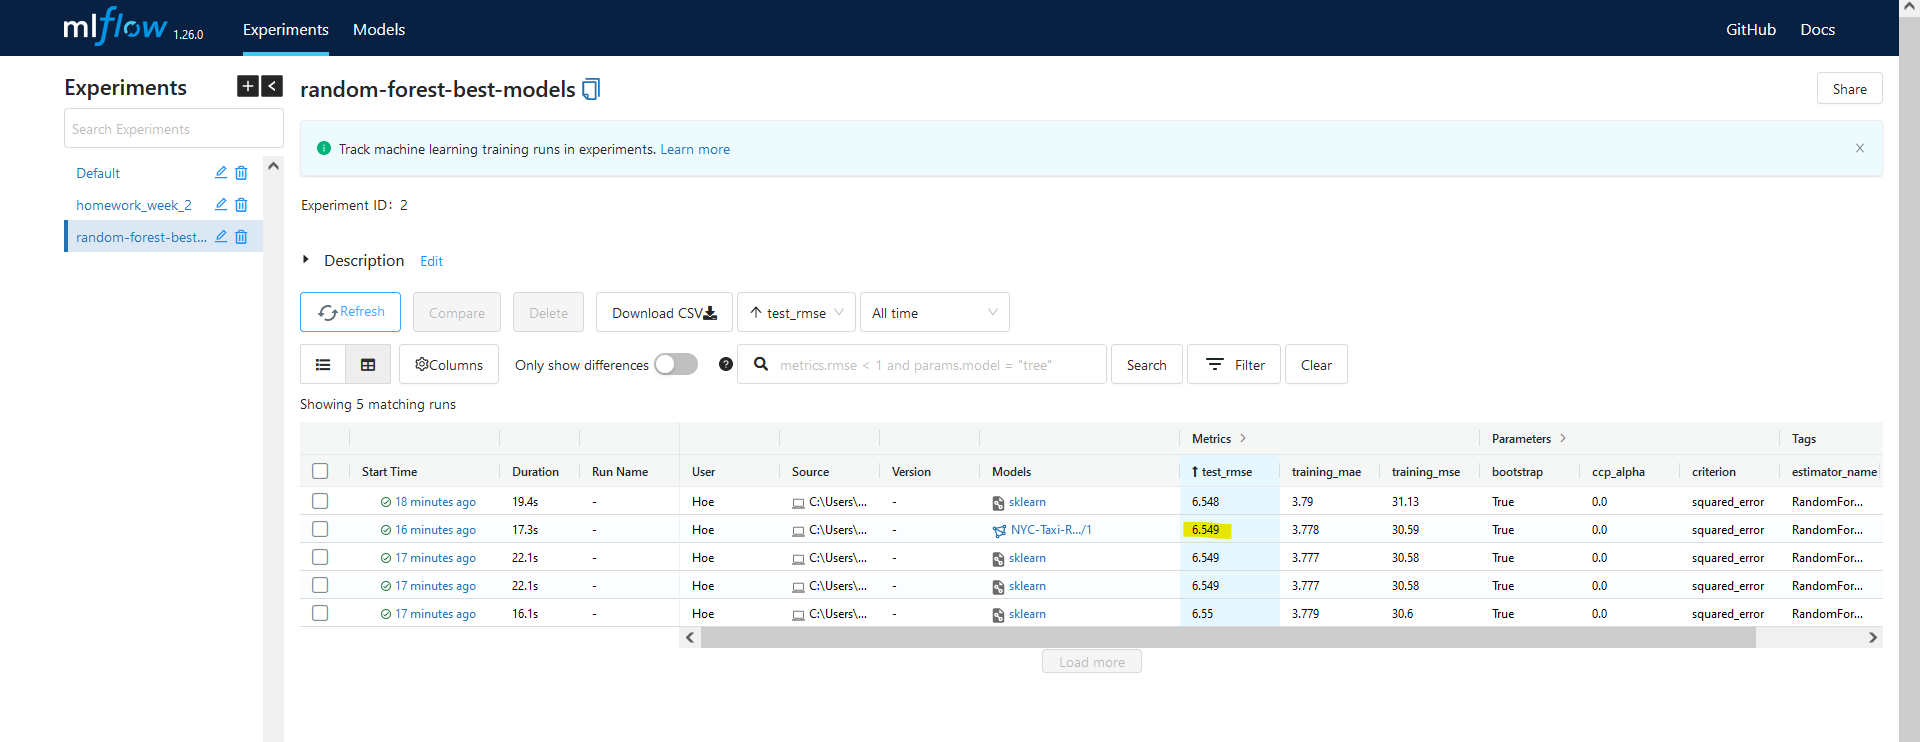 mlflow 1.26.0 Experiments Models GitHub Docs
Experiments + <
Search Experiments
Default
homework_week_2
random-forest-best...
random-forest-best-models
Share
Track machine learning training runs in experiments. Learn more
Experiment ID: 2
Description Edit
Refresh Compare Delete Download CSV ↑ test_rmse All time
Columns Only show differences ? metrics.rmse < 1 and params.model = "tree" Search Filter Clear
Showing 5 matching runs
Metrics > Parameters > Tags
Start Time Duration Run Name User Source Version Models ↑ test_rmse training_mae training_mse bootstrap ccp_alpha criterion estimator_name
18 minutes ago 19.4s - Hoe C:\Users\... - sklearn 6.548 3.79 31.13 True 0.0 squared_error RandomFor...
16 minutes ago 17.3s - Hoe C:\Users\... - NYC-Taxi-R.../1 6.549 3.778 30.59 True 0.0 squared_error RandomFor...
17 minutes ago 22.1s - Hoe C:\Users\... - sklearn 6.549 3.777 30.58 True 0.0 squared_error RandomFor...
17 minutes ago 22.1s - Hoe C:\Users\... - sklearn 6.549 3.777 30.58 True 0.0 squared_error RandomFor...
17 minutes ago 16.1s - Hoe C:\Users\... - sklearn 6.55 3.779 30.6 True 0.0 squared_error RandomFor...
Load more